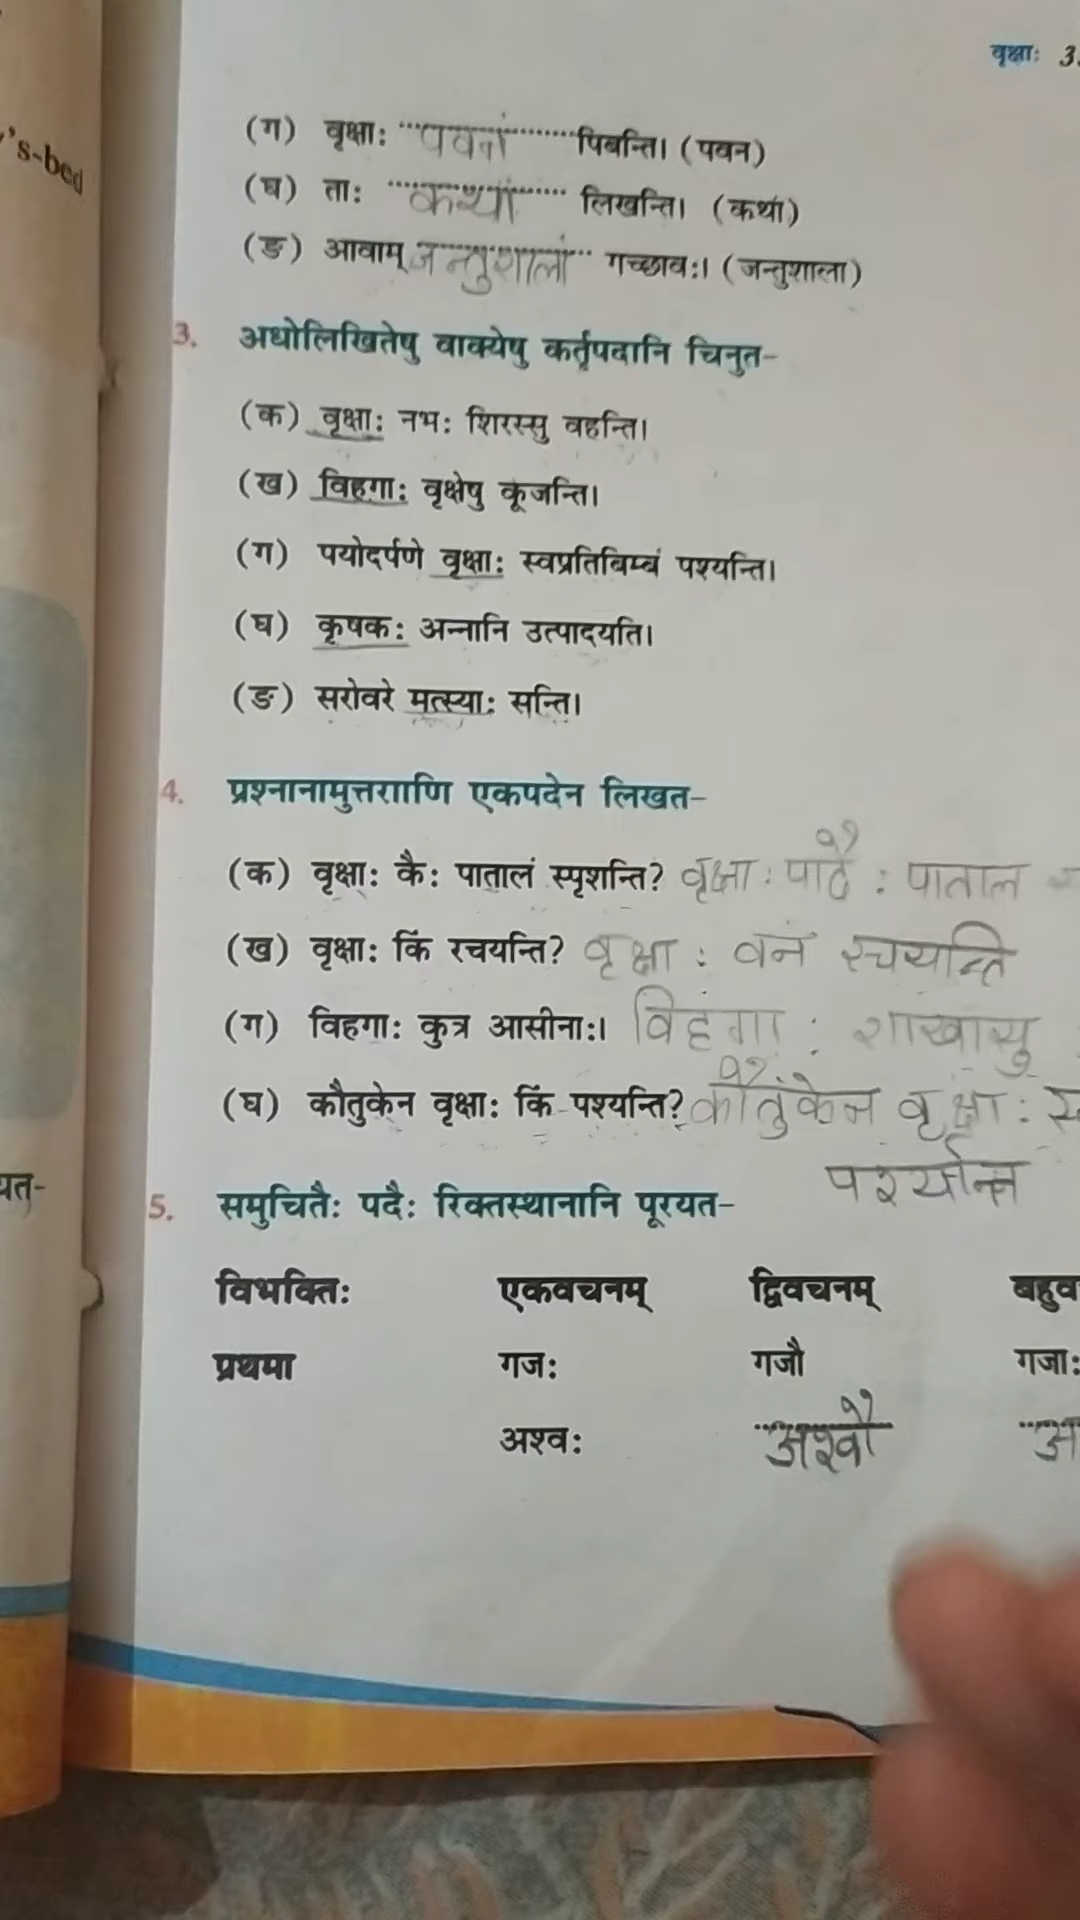 वृक्षाः 3.
's-bed
(ग) वृक्षाः पवनं पिबन्ति। (पवन)
(घ) ताः कथां लिखन्ति। (कथा)
(ङ) आवाम् जन्तुशालां गच्छावः। (जन्तुशाला)
3. अधोलिखितेषु वाक्येषु कर्तृपदानि चिनुत-
(क) वृक्षाः नभः शिरस्सु वहन्ति।
(ख) विहगाः वृक्षेषु कूजन्ति।
(ग) पयोदर्पणे वृक्षाः स्वप्रतिबिम्बं पश्यन्ति।
(घ) कृषकः अन्नानि उत्पादयति।
(ङ) सरोवरे मत्स्याः सन्ति।
4. प्रश्नानामुत्तराणि एकपदेन लिखत-
(क) वृक्षाः कैः पातालं स्पृशन्ति? वृक्षाः पादैः पाताल
(ख) वृक्षाः किं रचयन्ति? वृक्षाः वनं रचयन्ति
(ग) विहगाः कुत्र आसीनाः। विहंगाः शाखासु
(घ) कौतुकेन वृक्षाः किं पश्यन्ति? कौतुकेन वृक्षाः
पश्यन्ति
यत-
5. समुचितैः पदैः रिक्तस्थानानि पूरयत-
विभक्तिः एकवचनम् द्विवचनम् बहुव
प्रथमा गजः गजौ गजाः
अश्वः अश्वौ अ